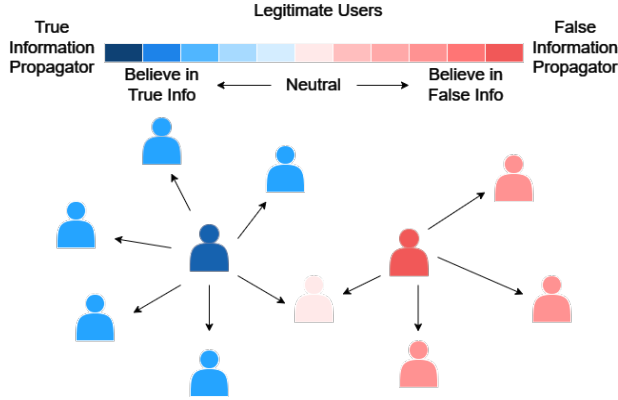 Legitimate Users
True
Information
Propagator
False
Information
Propagator
Believe in
True Info
Neutral
Believe in
False Info